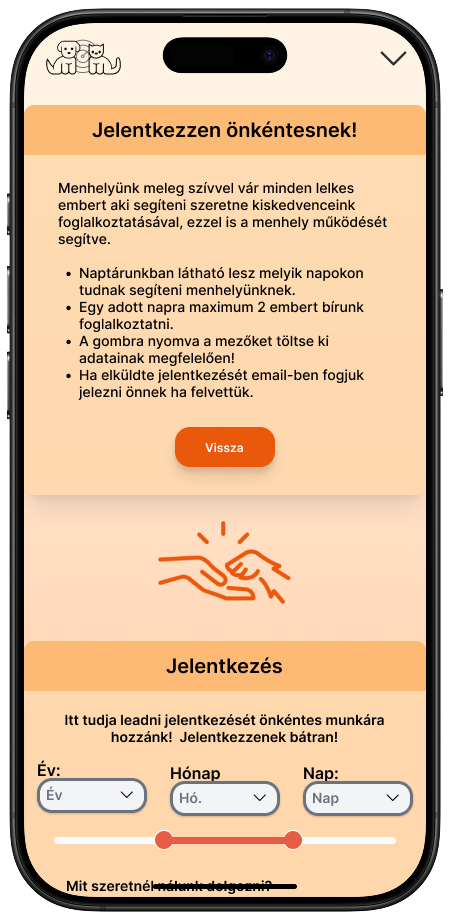 Jelentkezzen önkéntesnek!
Menhelyünk meleg szívvel vár minden lelkes
embert aki segíteni szeretne kiskedvenceink
foglalkoztatásával, ezzel is a menhely működését
segítve.
• Naptárunkban látható lesz melyik napokon
tudnak segíteni menhelyünknek.
• Egy adott napra maximum 2 embert bírunk
foglalkoztatni.
• A gombra nyomva a mezőket töltse ki
adatainak megfelelően!
• Ha elküldte jelentkezését email-ben fogjuk
jelezni önnek ha felvettük.
Vissza
Jelentkezés
Itt tudja leadni jelentkezését önkéntes munkára
hozzánk! Jelentkezzenek bátran!
Év: Hónap Nap:
Év Hó. Nap
Mit szeretnél nálunk dolgozni?